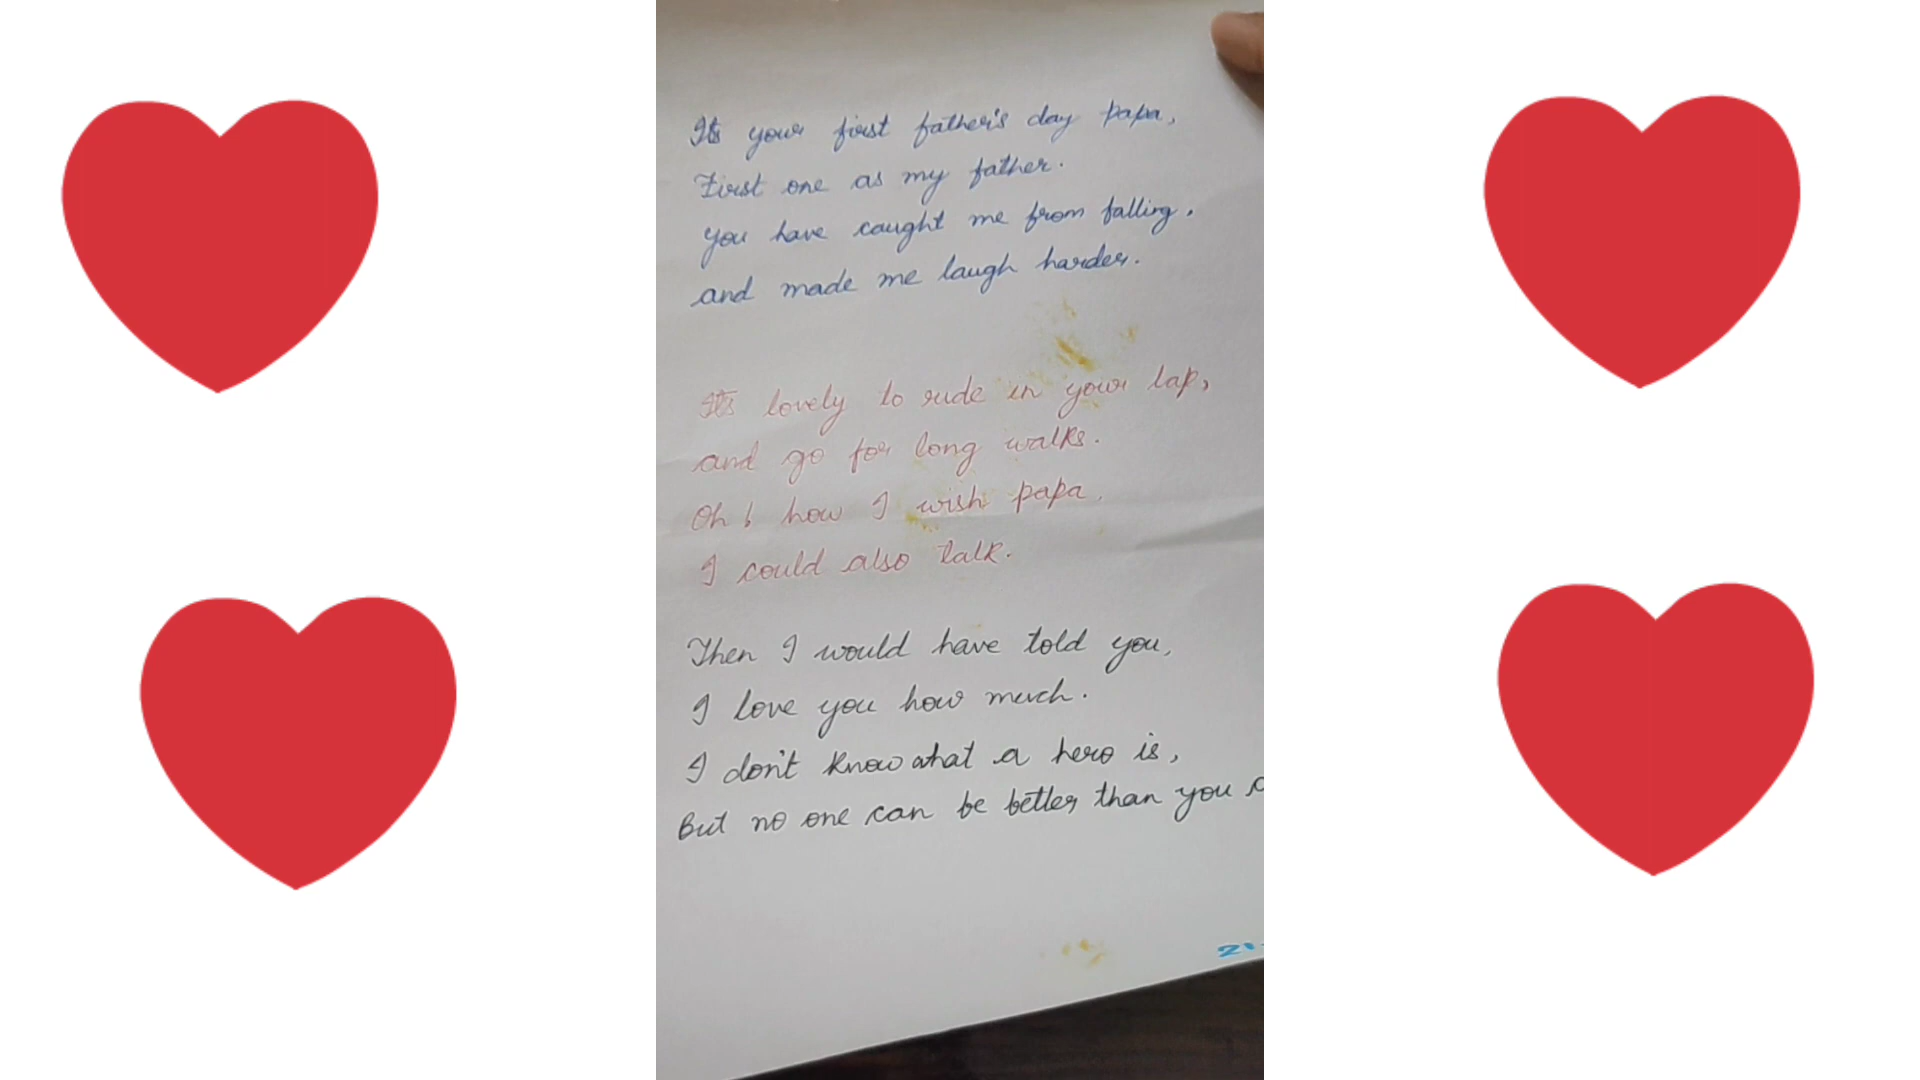 Its your first father's day papa,
First one as my father.
You have caught me from falling,
and made me laugh harder.
Its lovely to ride in your lap,
and go for long walks.
Oh! how I wish papa,
I could also talk.
Then I would have told you,
I love you how much.
I don't know what a hero is,
But no one can be better than you